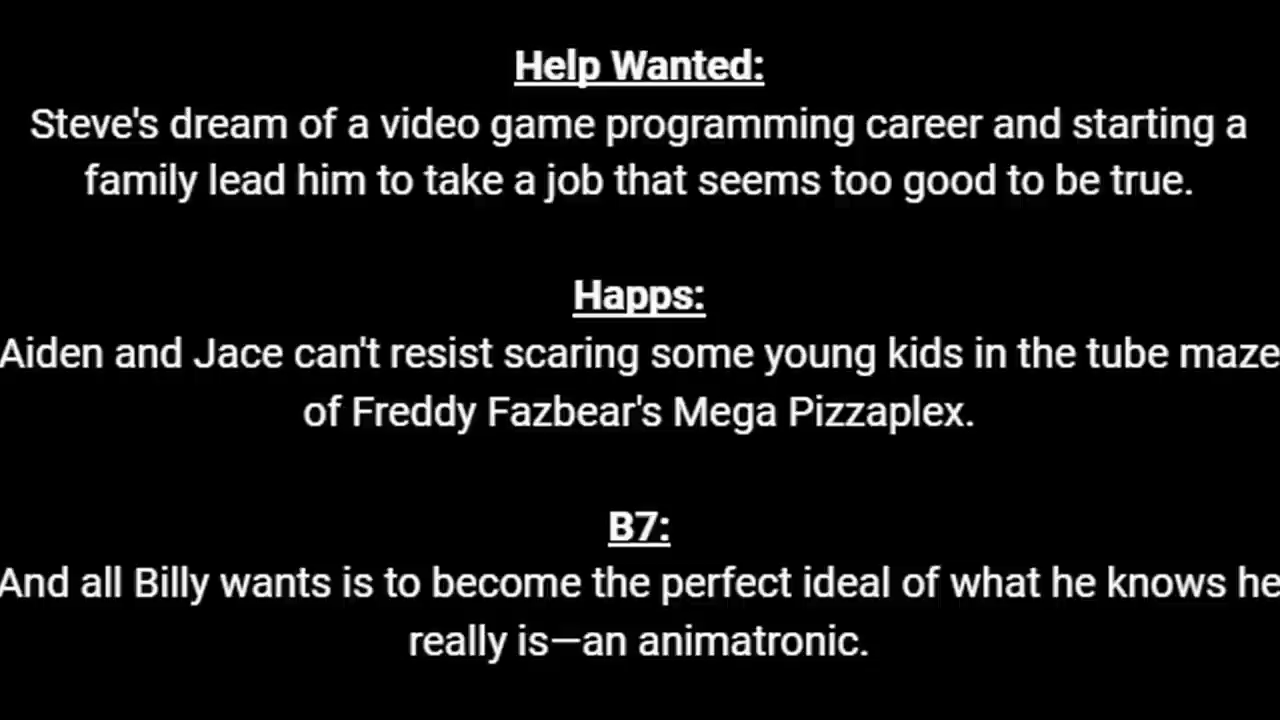 Help Wanted:
Steve's dream of a video game programming career and starting a
family lead him to take a job that seems too good to be true.
Happs:
Aiden and Jace can't resist scaring some young kids in the tube maze
of Freddy Fazbear's Mega Pizzaplex.
B7:
And all Billy wants is to become the perfect ideal of what he knows he
really is—an animatronic.